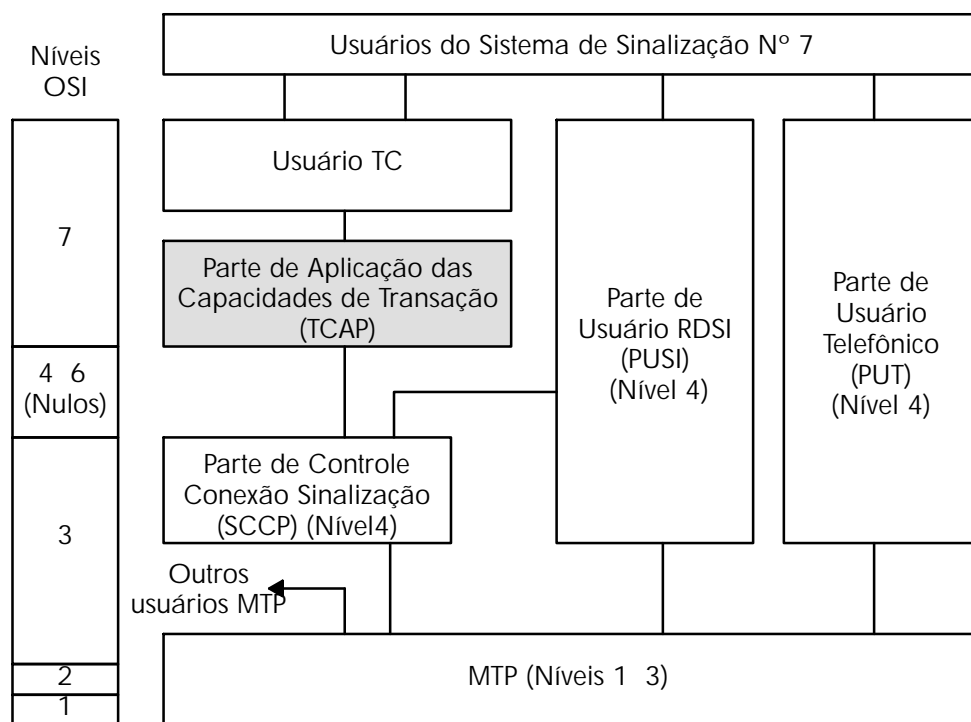 Usuários do Sistema de Sinalização Nº 7
Níveis
OSI
7
4 6
(Nulos)
3
2
1
Usuário TC
Parte de Aplicação das
Capacidades de Transação
(TCAP)
Parte de Controle
Conexão Sinalização
(SCCP) (Nível4)
Parte de
Usuário RDSI
(PUSI)
(Nível 4)
Parte de
Usuário
Telefônico
(PUT)
(Nível 4)
Outros
usuários MTP
MTP (Níveis 1 3)